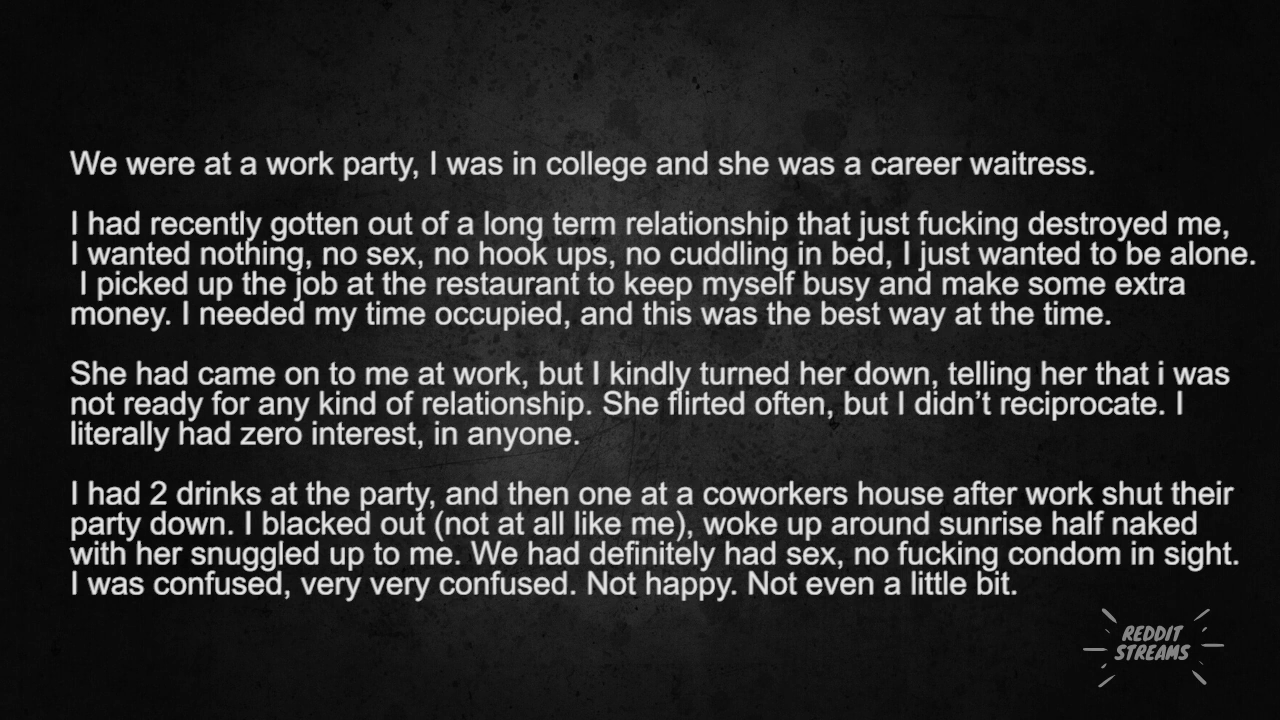 We were at a work party, I was in college and she was a career waitress.
I had recently gotten out of a long term relationship that just fucking destroyed me,
I wanted nothing, no sex, no hook ups, no cuddling in bed, I just wanted to be alone.
I picked up the job at the restaurant to keep myself busy and make some extra
money. I needed my time occupied, and this was the best way at the time.
She had came on to me at work, but I kindly turned her down, telling her that i was
not ready for any kind of relationship. She flirted often, but I didn’t reciprocate. I
literally had zero interest, in anyone.
I had 2 drinks at the party, and then one at a coworkers house after work shut their
party down. I blacked out (not at all like me), woke up around sunrise half naked
with her snuggled up to me. We had definitely had sex, no fucking condom in sight.
I was confused, very very confused. Not happy. Not even a little bit.
REDDIT
STREAMS